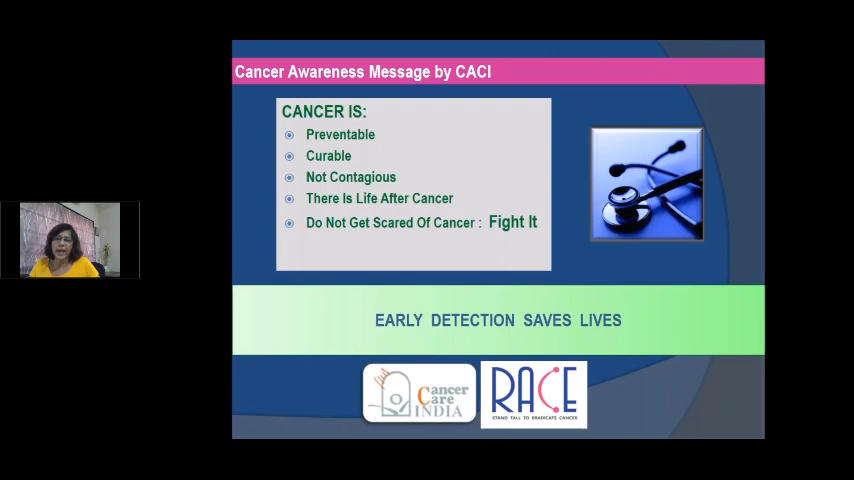 Cancer Awareness Message by CACI
CANCER IS:
Preventable
Curable
Not Contagious
There Is Life After Cancer
Do Not Get Scared Of Cancer : Fight It
EARLY DETECTION SAVES LIVES
Cancer
Care
INDIA
RACE
STAND TALL TO ERADICATE CANCER